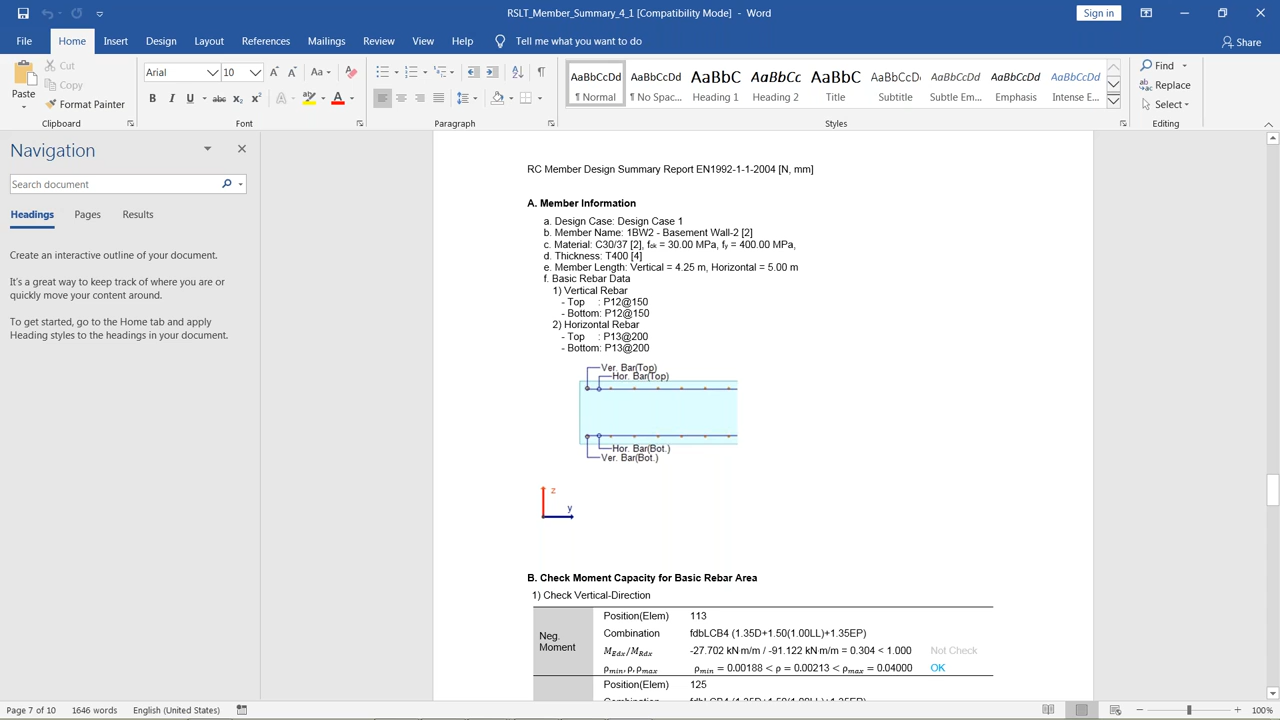 RSLT_Member_Summary_4_1 [Compatibility Mode] - Word
Sign in
File Home Insert Design Layout References Mailings Review View Help Tell me what you want to do Share
Paste
Cut
Copy
Format Painter
Clipboard
Arial 10
Font
Paragraph
AaBbCcDd ¶ Normal
AaBbCcDd ¶ No Spac...
AaBbC Heading 1
AaBbCc Heading 2
AaBbC Title
AaBbCcD Subtitle
AaBbCcDd Subtle Em...
AaBbCcDd Emphasis
AaBbCcDd Intense E...
Styles
Find
Replace
Select
Editing
Navigation
Search document
Headings Pages Results
Create an interactive outline of your document.
It's a great way to keep track of where you are or
quickly move your content around.
To get started, go to the Home tab and apply
Heading styles to the headings in your document.
RC Member Design Summary Report EN1992-1-1-2004 [N, mm]
A. Member Information
a. Design Case: Design Case 1
b. Member Name: 1BW2 - Basement Wall-2 [2]
c. Material: C30/37 [2], fck = 30.00 MPa, fy = 400.00 MPa,
d. Thickness: T400 [4]
e. Member Length: Vertical = 4.25 m, Horizontal = 5.00 m
f. Basic Rebar Data
1) Vertical Rebar
- Top : P12@150
- Bottom: P12@150
2) Horizontal Rebar
- Top : P13@200
- Bottom: P13@200
Ver. Bar(Top)
Hor. Bar(Top)
Hor. Bar(Bot.)
Ver. Bar(Bot.)
z
y
B. Check Moment Capacity for Basic Rebar Area
1) Check Vertical-Direction
Neg. Moment
Position(Elem) 113
Combination fdbLCB4 (1.35D+1.50(1.00LL)+1.35EP)
MEdx/MRdx -27.702 kN·m/m / -91.122 kN·m/m = 0.304 < 1.000 Not Check
ρmin, ρ, ρmax ρmin = 0.00188 < ρ = 0.00213 < ρmax = 0.04000 OK
Position(Elem) 125
Combination fdbLCB4 (1.35D+1.50(1.00LL)+1.35EP)
Page 7 of 10 1646 words English (United States) 100%